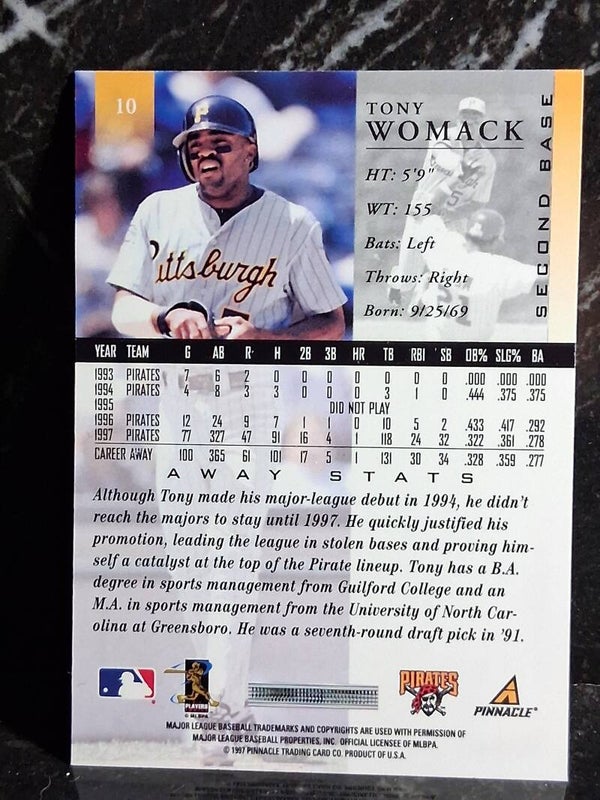 10
TONY
WOMACK
HT: 5'9"
WT: 155
Bats: Left
Throws: Right
Born: 9/25/69
SECOND BASE
Pittsburgh
YEAR TEAM G AB R H 2B 3B HR TB RBI SB OB% SLG% BA
1993 PIRATES 7 6 2 0 0 0 0 0 0 0 .000 .000 .000
1994 PIRATES 4 8 3 3 0 0 0 3 1 0 .444 .375 .375
1995 DID NOT PLAY
1996 PIRATES 12 24 9 7 1 1 0 10 5 2 .433 .417 .292
1997 PIRATES 77 327 47 91 16 4 1 118 24 32 .322 .361 .278
CAREER AWAY 100 365 61 101 17 5 1 131 30 34 .328 .359 .277
AWAY STATS
Although Tony made his major-league debut in 1994, he didn't
reach the majors to stay until 1997. He quickly justified his
promotion, leading the league in stolen bases and proving him-
self a catalyst at the top of the Pirate lineup. Tony has a B.A.
degree in sports management from Guilford College and an
M.A. in sports management from the University of North Car-
olina at Greensboro. He was a seventh-round draft pick in '91.
PLAYERS
© MLBPA
PIRATES
PINNACLE
MAJOR LEAGUE BASEBALL TRADEMARKS AND COPYRIGHTS ARE USED WITH PERMISSION OF
MAJOR LEAGUE BASEBALL PROPERTIES, INC. OFFICIAL LICENSEE OF MLBPA.
© 1997 PINNACLE TRADING CARD CO. PRODUCT OF U.S.A.